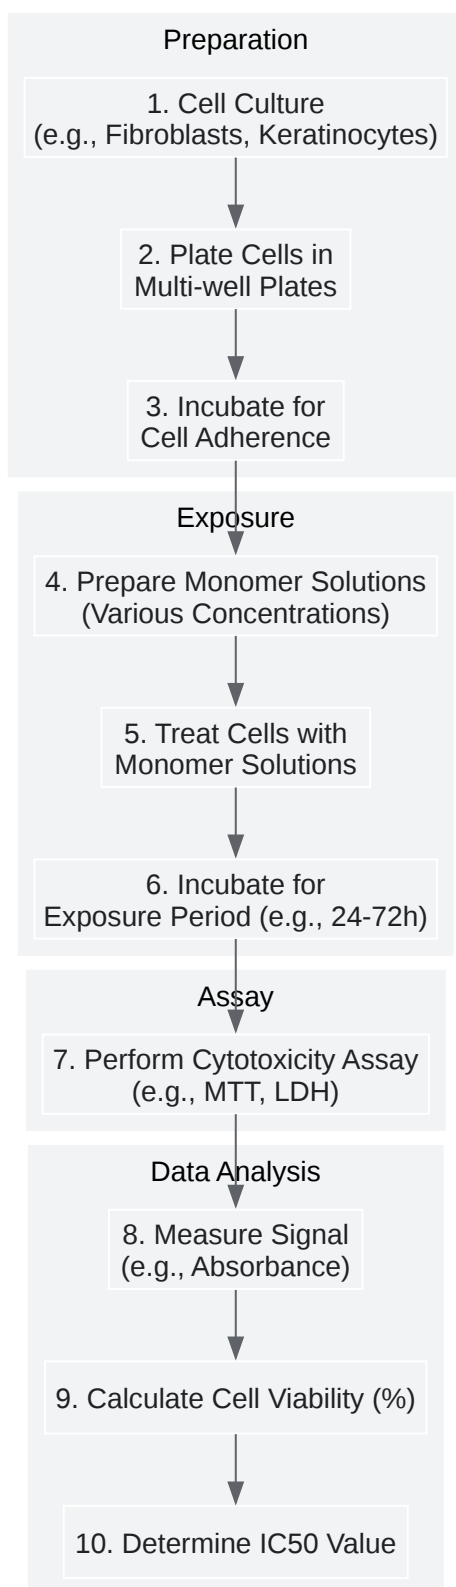 Preparation
1. Cell Culture
(e.g., Fibroblasts, Keratinocytes)
2. Plate Cells in
Multi-well Plates
3. Incubate for
Cell Adherence
Exposure
4. Prepare Monomer Solutions
(Various Concentrations)
5. Treat Cells with
Monomer Solutions
6. Incubate for
Exposure Period (e.g., 24-72h)
Assay
7. Perform Cytotoxicity Assay
(e.g., MTT, LDH)
Data Analysis
8. Measure Signal
(e.g., Absorbance)
9. Calculate Cell Viability (%)
10. Determine IC50 Value